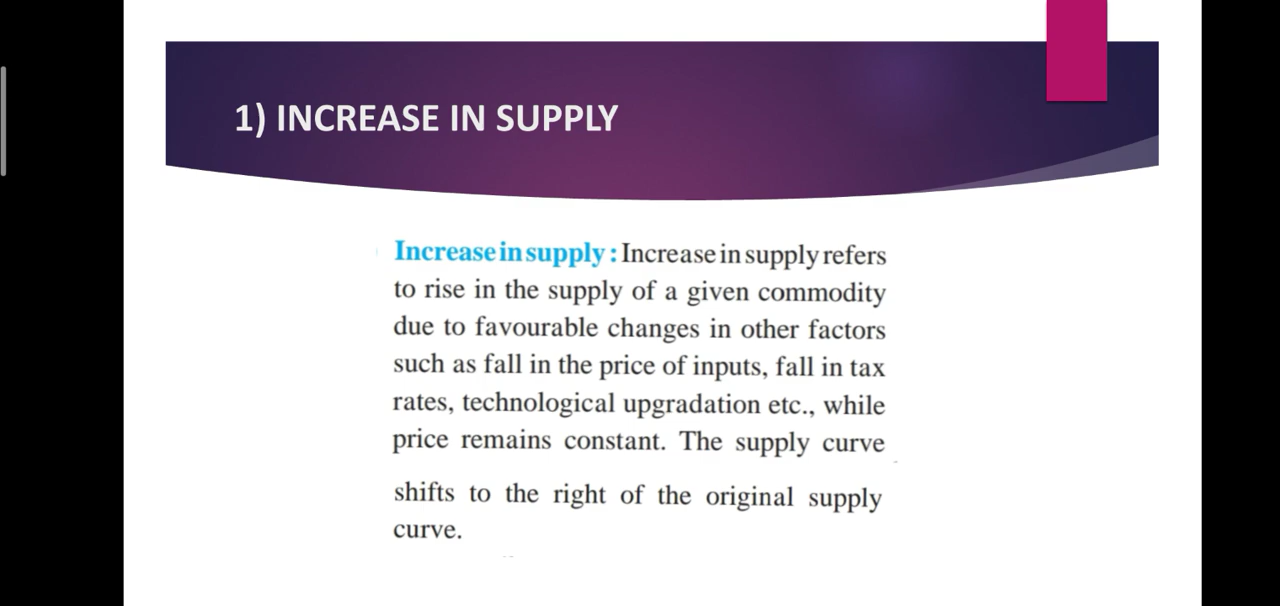 1) INCREASE IN SUPPLY
Increase in supply : Increase in supply refers
to rise in the supply of a given commodity
due to favourable changes in other factors
such as fall in the price of inputs, fall in tax
rates, technological upgradation etc., while
price remains constant. The supply curve
shifts to the right of the original supply
curve.